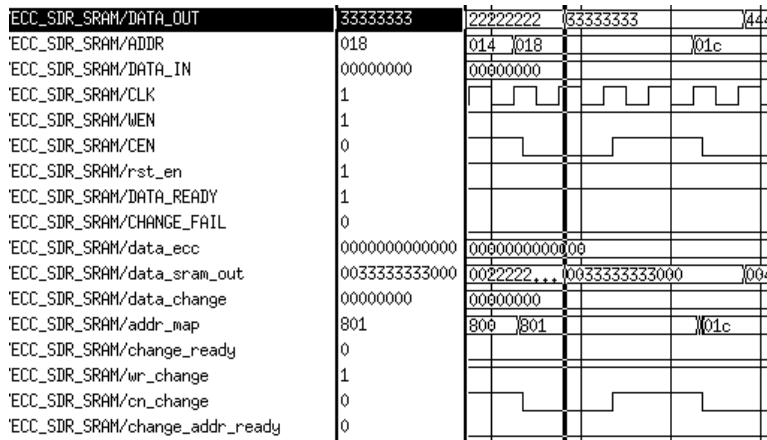 'ECC_SDR_SRAM/DATA_OUT 33333333 22222222 33333333 444
'ECC_SDR_SRAM/ADDR 018 014 018 01c
'ECC_SDR_SRAM/DATA_IN 00000000 00000000
'ECC_SDR_SRAM/CLK 1
'ECC_SDR_SRAM/WEN 1
'ECC_SDR_SRAM/CEN 0
'ECC_SDR_SRAM/rst_en 1
'ECC_SDR_SRAM/DATA_READY 1
'ECC_SDR_SRAM/CHANGE_FAIL 0
'ECC_SDR_SRAM/data_ecc 0000000000000 0000000000000
'ECC_SDR_SRAM/data_sram_out 0033333333000 0022222... 0033333333000 004
'ECC_SDR_SRAM/data_change 00000000 00000000
'ECC_SDR_SRAM/addr_map 801 800 801 01c
'ECC_SDR_SRAM/change_ready 0
'ECC_SDR_SRAM/wr_change 1
'ECC_SDR_SRAM/cn_change 0
'ECC_SDR_SRAM/change_addr_ready 0